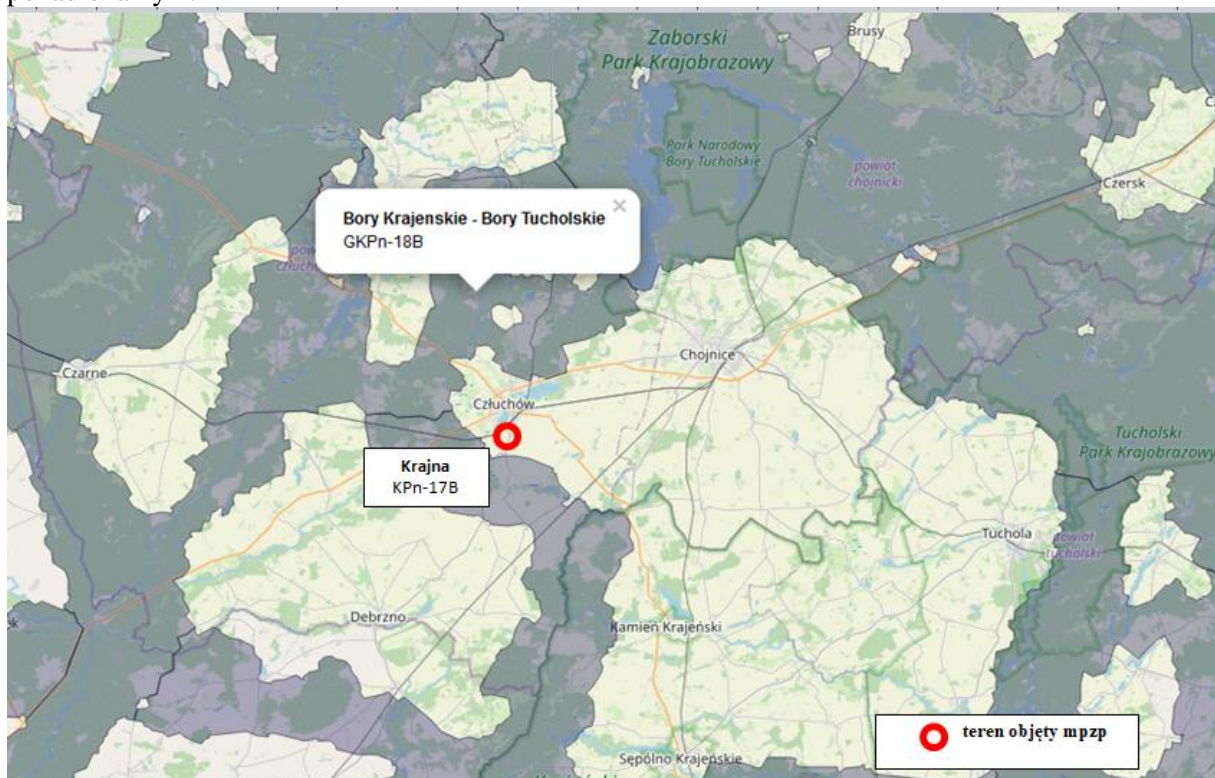 Zaborski
Park Krajobrazowy
Brusy
Park Narodowy
Bory Tucholskie
powiat
chojnicki
Czersk
Bory Krajenskie - Bory Tucholskie ×
GKPn-18B
Chojnice
Czarne
Człuchów
Krajna
KPn-17B
Tucholski
Park Krajobrazowy
Tuchola
powiat
tucholski
Debrzno
Kamień Krajeński
teren objęty mpzp
Sępólno Krajeńskie